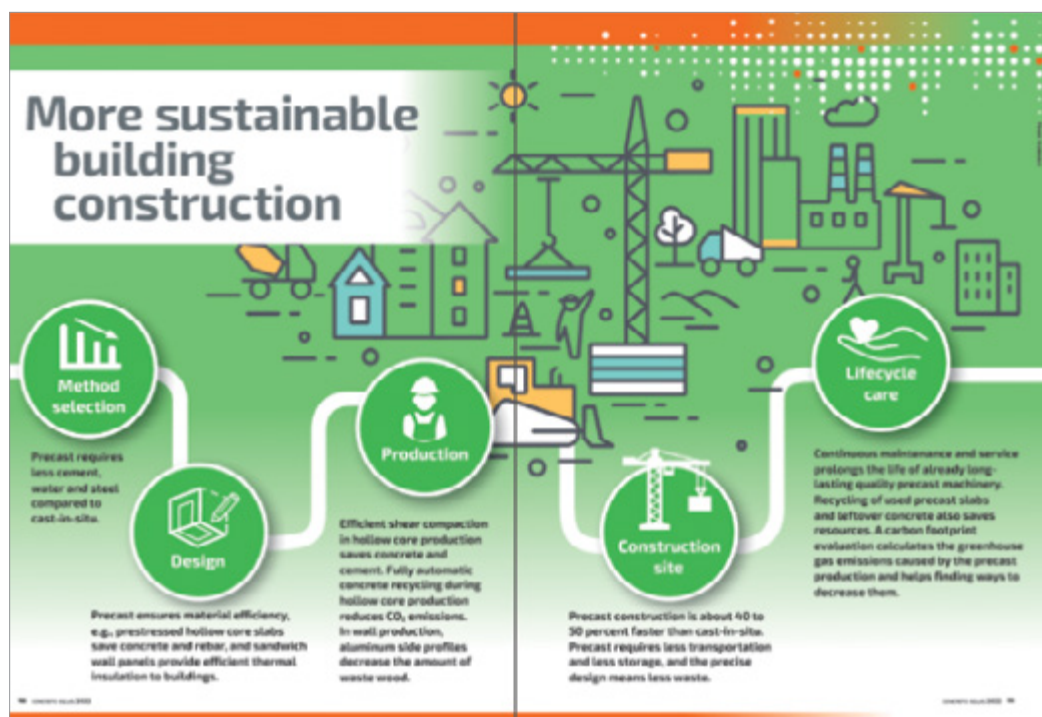 More sustainable
building
construction
Method
selection
Precast requires
less cement,
water and steel
compared to
cast-in-situ.
Design
Precast ensures material efficiency,
e.g., prestressed hollow core slabs
save concrete and rebar, and sandwich
wall panels provide efficient thermal
insulation to buildings.
Production
Efficient shear compaction
in hollow core production
saves concrete and
cement. Fully automatic
concrete recycling during
hollow core production
reduces CO₂ emissions.
In wall production,
aluminum side profiles
decrease the amount of
waste wood.
Construction
site
Precast construction is about 40 to
50 percent faster than cast-in-situ.
Precast requires less transportation
and less storage, and the precise
design means less waste.
Lifecycle
care
Continuous maintenance and service
prolongs the life of already long-
lasting quality precast machinery.
Recycling of used precast slabs
and leftover concrete also saves
resources. A carbon footprint
evaluation calculates the greenhouse
gas emissions caused by the precast
production and helps finding ways to
decrease them.